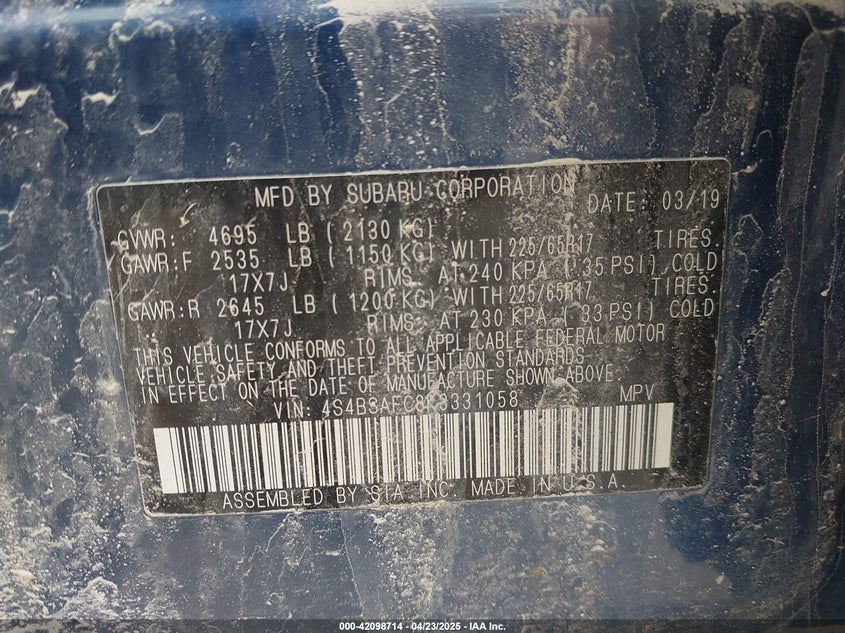 MFD BY SUBARU CORPORATION DATE: 03/19
GVWR: 4695 LB ( 2130 KG)
GAWR:F 2535 LB ( 1150 KG) WITH 225/65R17 TIRES.
17X7J RIMS, AT 240 KPA ( 35 PSI) COLD
GAWR:R 2645 LB ( 1200 KG) WITH 225/65R17 TIRES.
17X7J RIMS, AT 230 KPA ( 33 PSI) COLD
THIS VEHICLE CONFORMS TO ALL APPLICABLE FEDERAL MOTOR
VEHICLE SAFETY AND THEFT PREVENTION STANDARDS
IN EFFECT ON THE DATE OF MANUFACTURE SHOWN ABOVE
VIN: 4S4BSAFC8K3331058 MPV
ASSEMBLED BY SIA INC. MADE IN U.S.A.
000-42098714 - 04/23/2025 - IAA Inc.